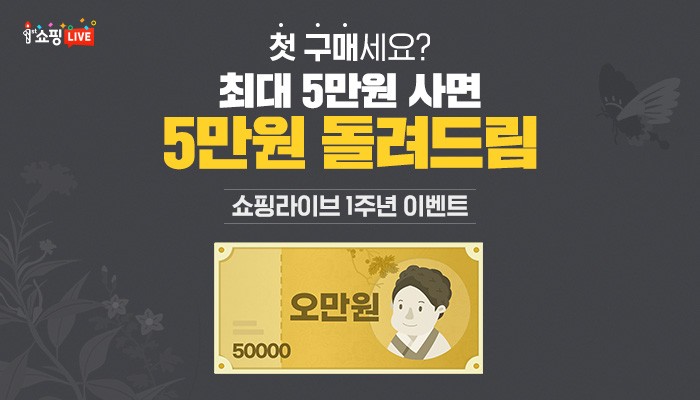 쇼핑 LIVE
첫 구매세요?
최대 5만원 사면
5만원 돌려드림
쇼핑라이브 1주년 이벤트
오만원
50000